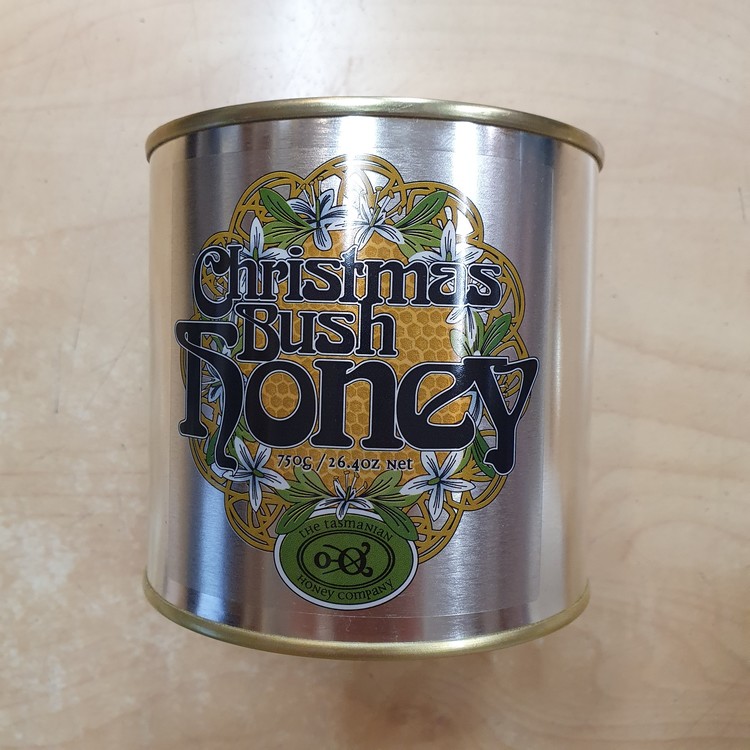 Christmas
Bush
honey
750g / 26.4oz Net
the tasmanian
honey company